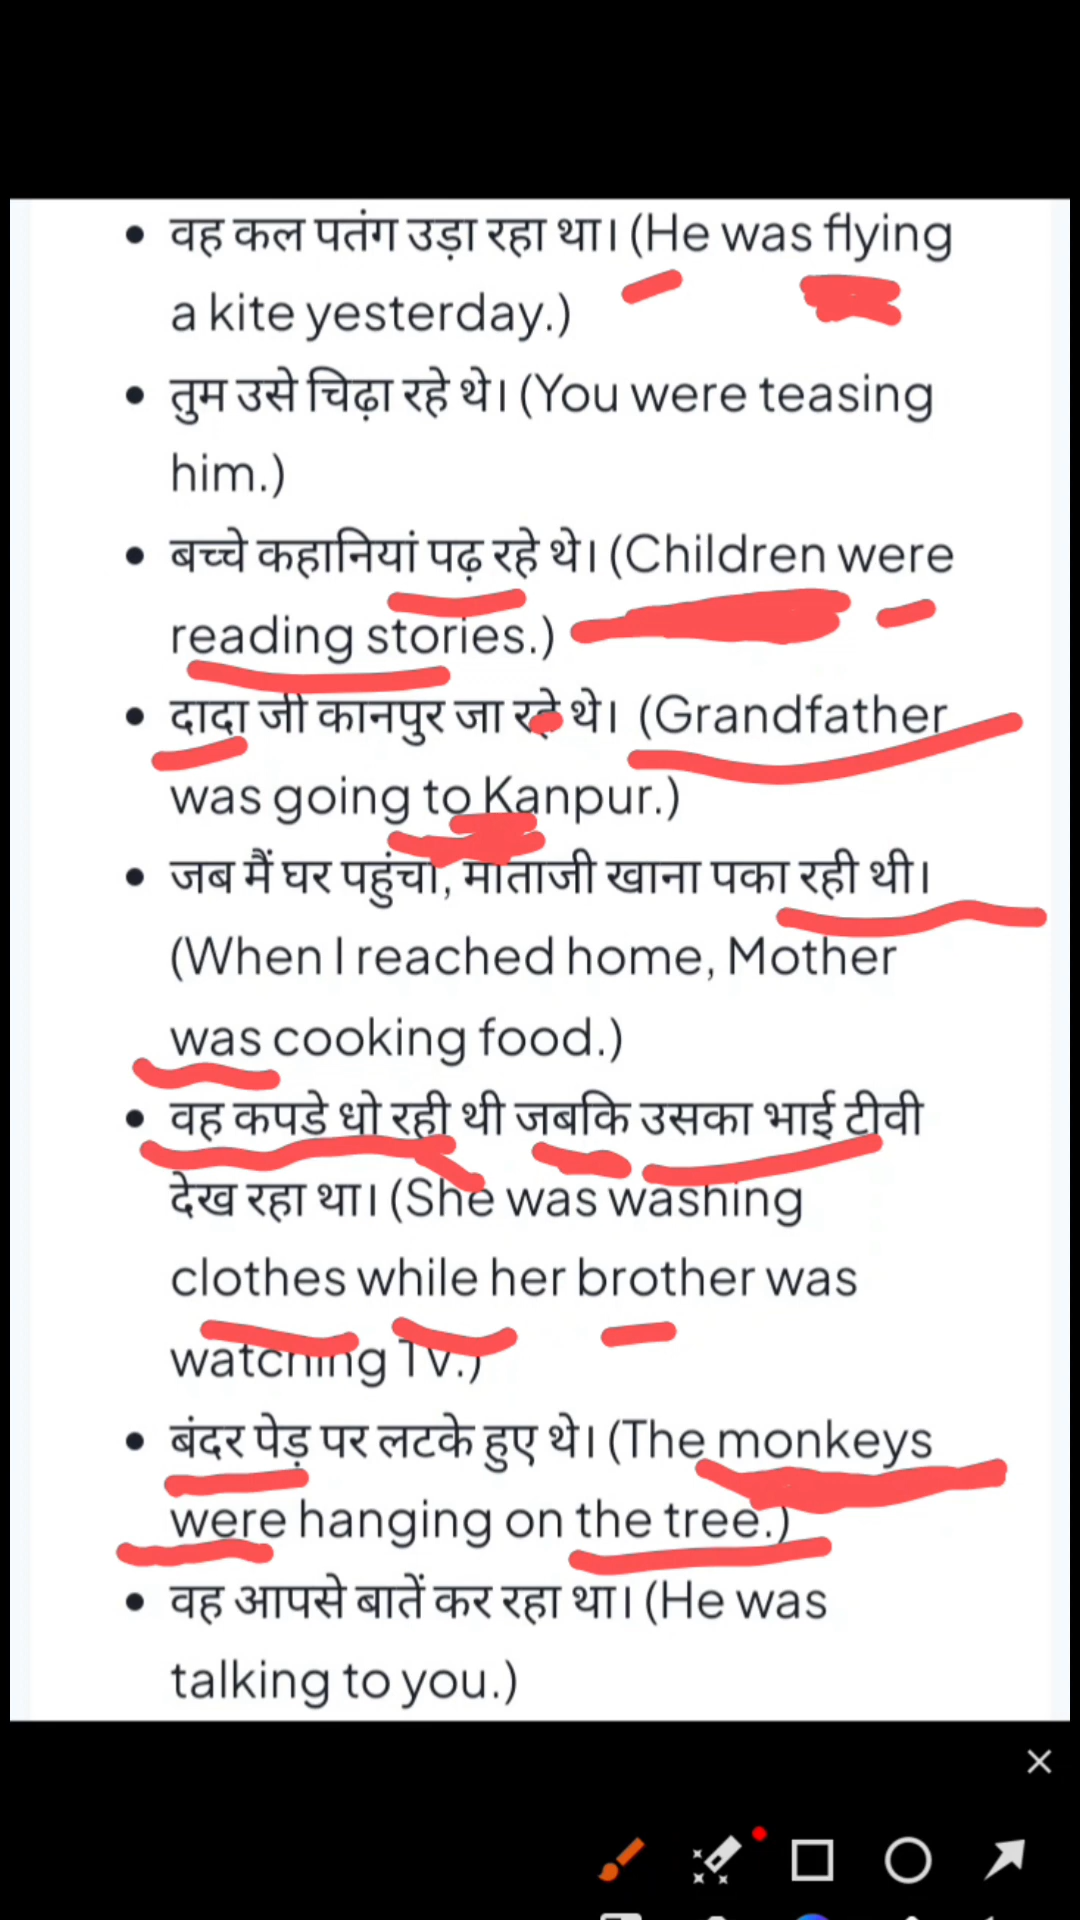 • वह कल पतंग उड़ा रहा था। (He was flying
a kite yesterday.)
• तुम उसे चिढ़ा रहे थे। (You were teasing
him.)
• बच्चे कहानियां पढ़ रहे थे। (Children were
reading stories.)
• दादा जी कानपुर जा रहे थे। (Grandfather
was going to Kanpur.)
• जब मैं घर पहुंचा, माताजी खाना पका रही थी।
(When I reached home, Mother
was cooking food.)
• वह कपडे धो रही थी जबकि उसका भाई टीवी
देख रहा था। (She was washing
clothes while her brother was
watching TV.)
• बंदर पेड़ पर लटके हुए थे। (The monkeys
were hanging on the tree.)
• वह आपसे बातें कर रहा था। (He was
talking to you.)